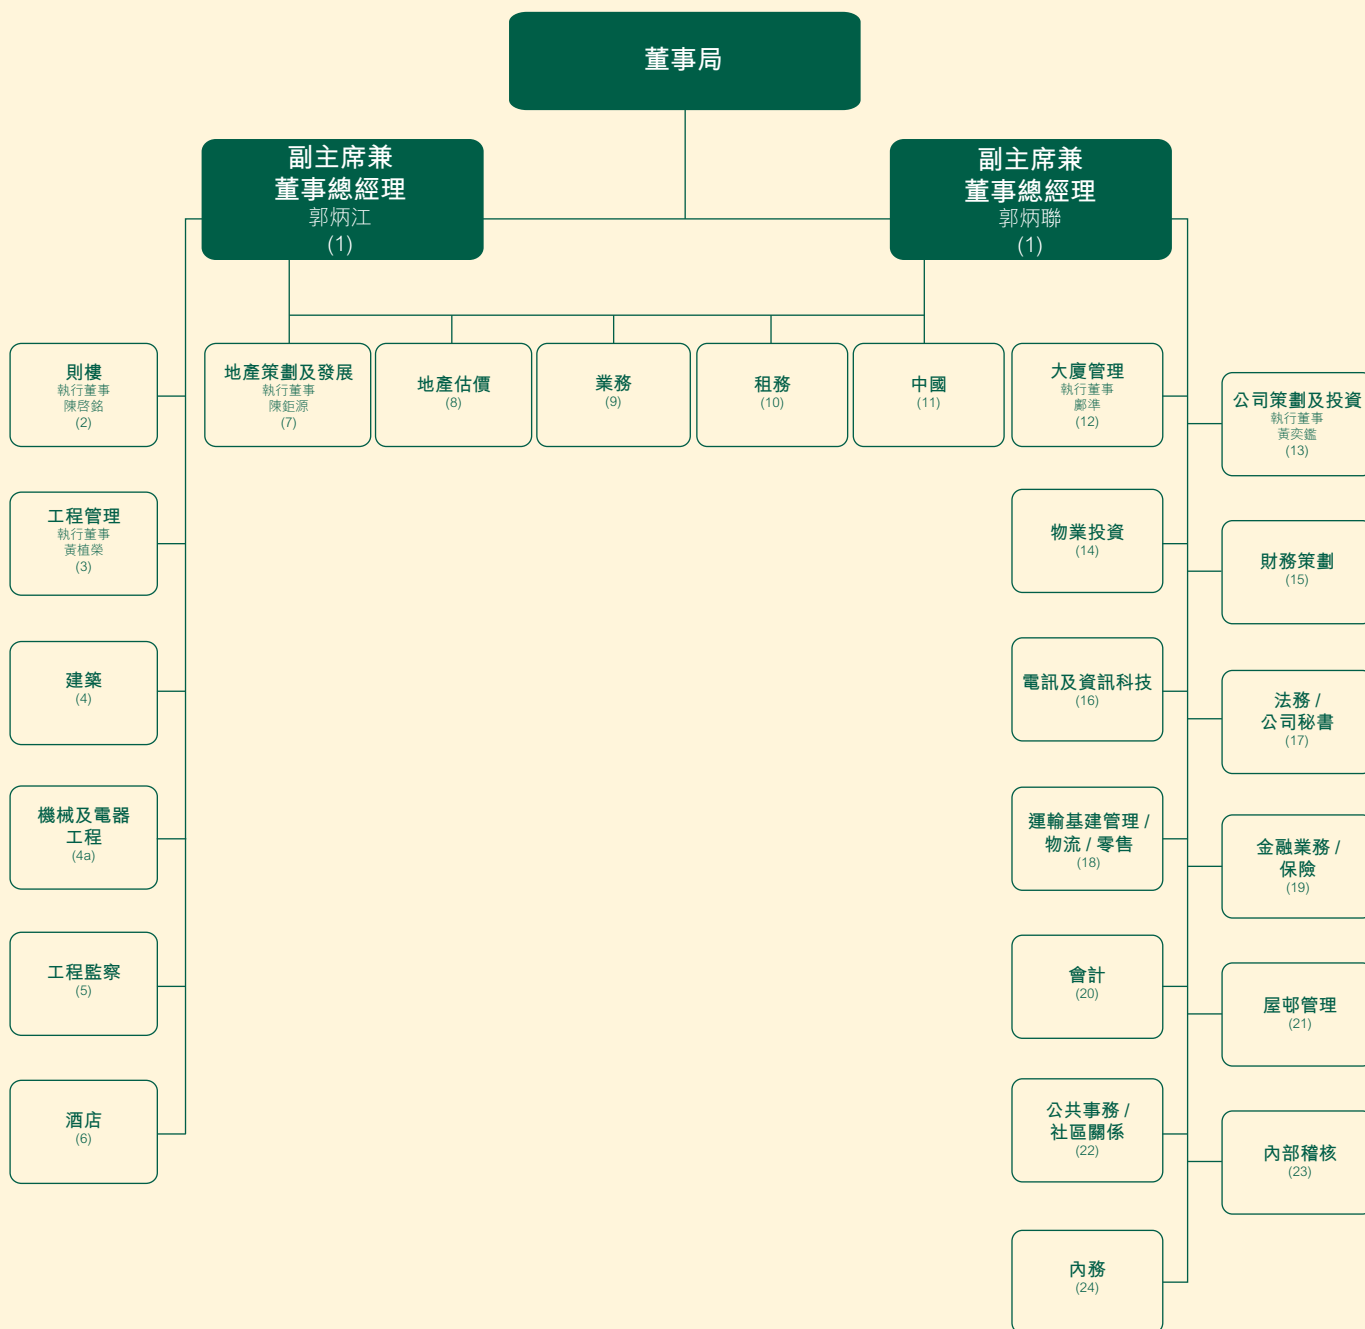 董事局
副主席兼
董事總經理
郭炳江
(1)
副主席兼
董事總經理
郭炳聯
(1)
則樓
執行董事
陳啓銘
(2)
地產策劃及發展
執行董事
陳鉅源
(7)
地產估價
(8)
業務
(9)
租務
(10)
中國
(11)
大廈管理
執行董事
鄺準
(12)
公司策劃及投資
執行董事
黃奕鑑
(13)
工程管理
執行董事
黃植榮
(3)
物業投資
(14)
財務策劃
(15)
建築
(4)
電訊及資訊科技
(16)
法務 /
公司秘書
(17)
機械及電器
工程
(4a)
運輸基建管理 /
物流 / 零售
(18)
金融業務 /
保險
(19)
工程監察
(5)
會計
(20)
屋邨管理
(21)
酒店
(6)
公共事務 /
社區關係
(22)
內部稽核
(23)
內務
(24)